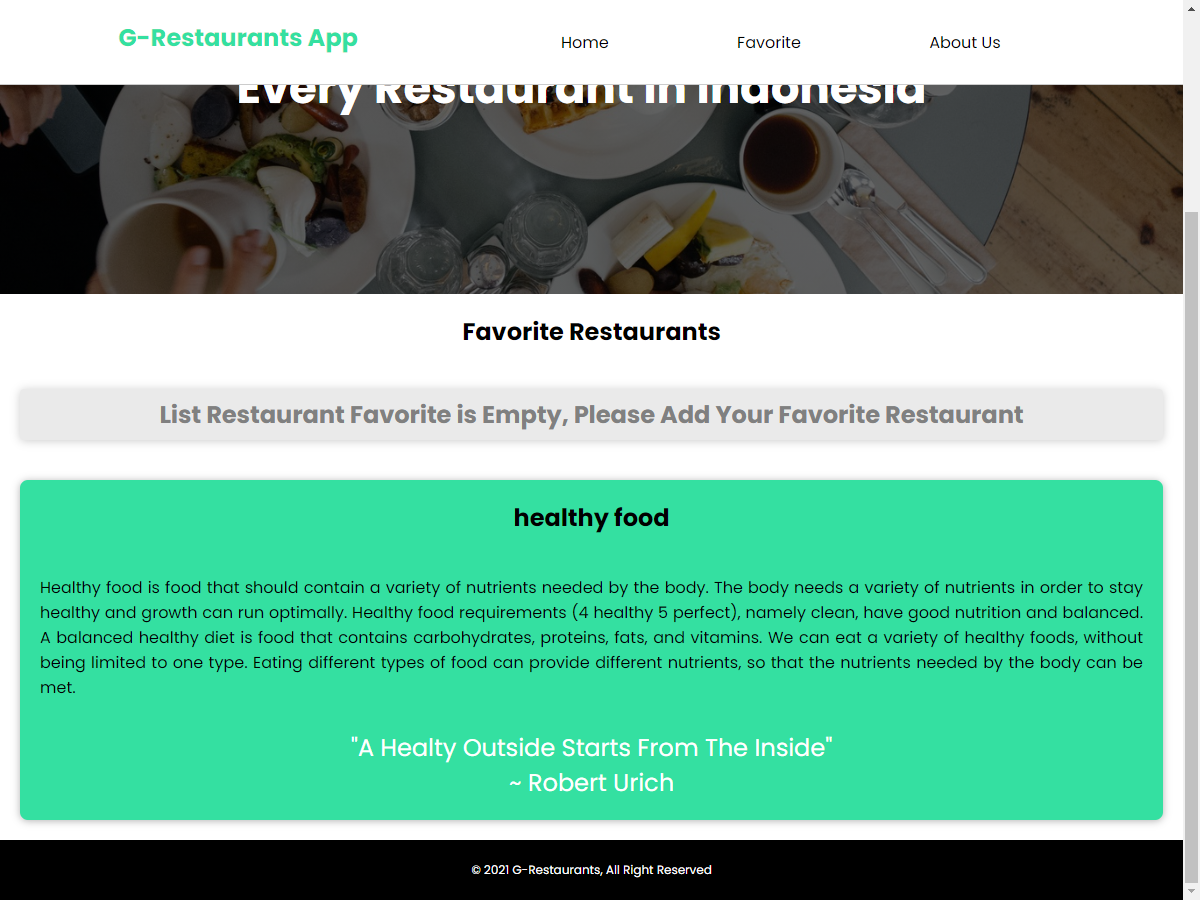 G-Restaurants App
Home
Favorite
About Us
Every Restaurant in Indonesia
Favorite Restaurants
List Restaurant Favorite is Empty, Please Add Your Favorite Restaurant
healthy food
Healthy food is food that should contain a variety of nutrients needed by the body. The body needs a variety of nutrients in order to stay
healthy and growth can run optimally. Healthy food requirements (4 healthy 5 perfect), namely clean, have good nutrition and balanced.
A balanced healthy diet is food that contains carbohydrates, proteins, fats, and vitamins. We can eat a variety of healthy foods, without
being limited to one type. Eating different types of food can provide different nutrients, so that the nutrients needed by the body can be
met.
"A Healty Outside Starts From The Inside"
~ Robert Urich
© 2021 G-Restaurants, All Right Reserved